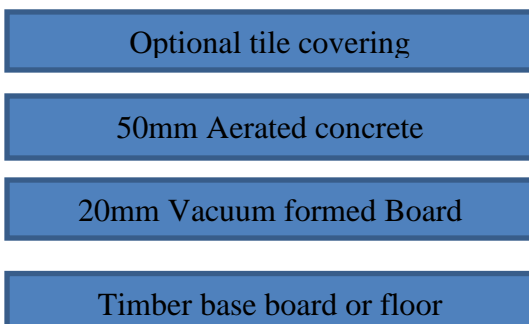 Optional tile covering
50mm Aerated concrete
20mm Vacuum formed Board
Timber base board or floor